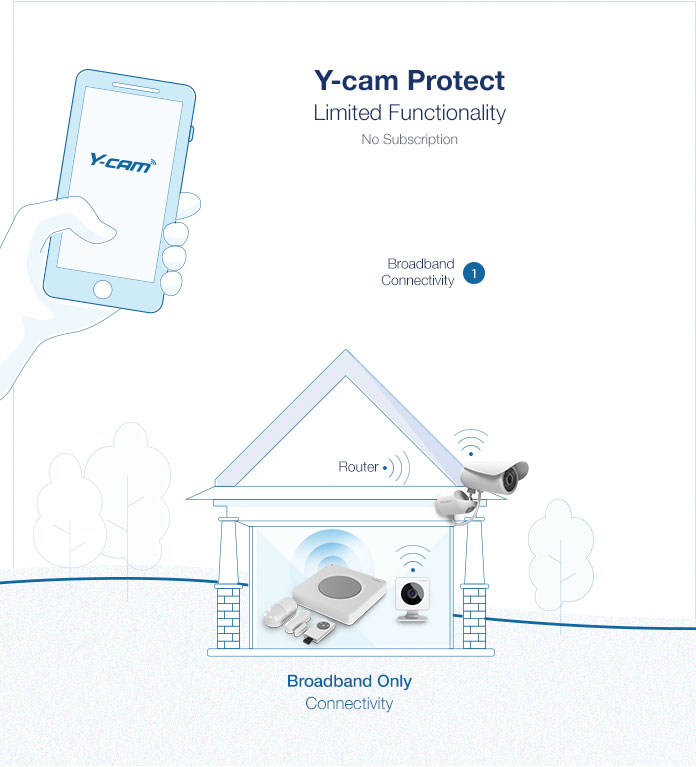 Y-cam Protect
Limited Functionality
No Subscription
Y-CAM
Broadband
Connectivity
1
Router
Broadband Only
Connectivity